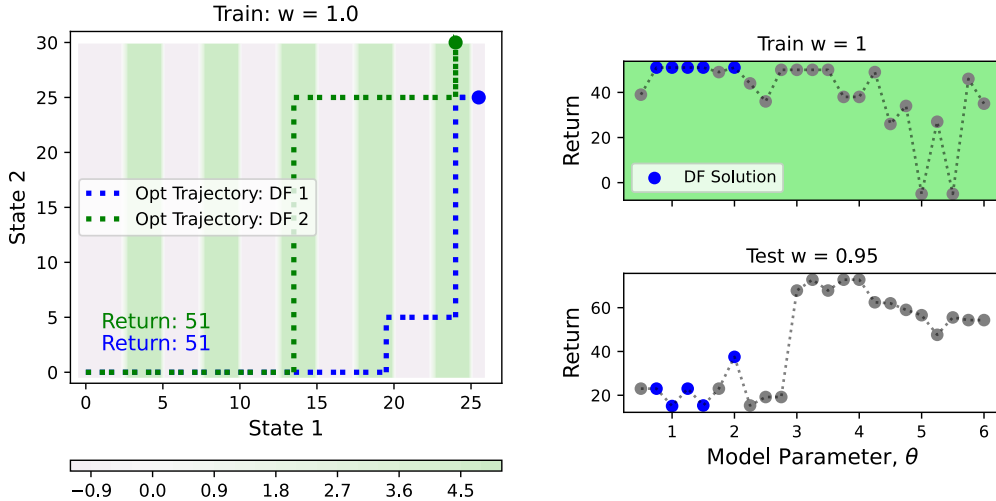 Train: w = 1.0
30
25
20
15
10
5
0
State 2
Opt Trajectory: DF 1
Opt Trajectory: DF 2
Return: 51
Return: 51
0 5 10 15 20 25
State 1
−0.9 0.0 0.9 1.8 2.7 3.6 4.5
Train w = 1
40
20
0
Return
DF Solution
Test w = 0.95
60
40
20
Return
1 2 3 4 5 6
Model Parameter, θ